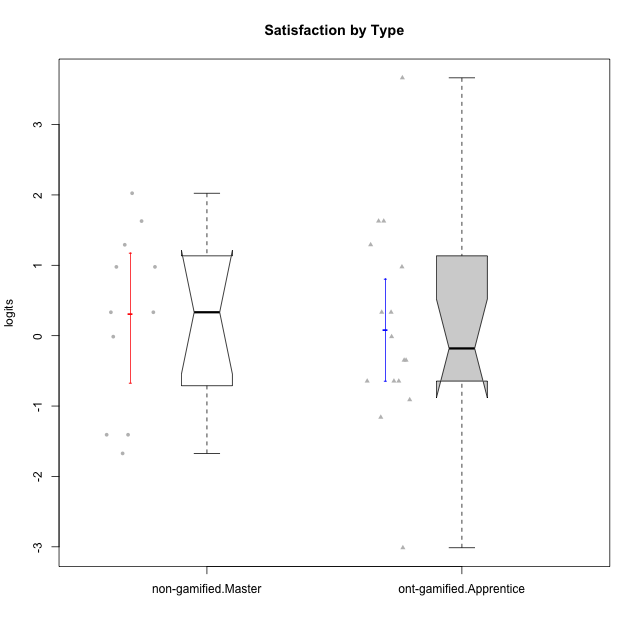 Satisfaction by Type
logits
3
2
1
0
-1
-2
-3
non-gamified.Master
ont-gamified.Apprentice